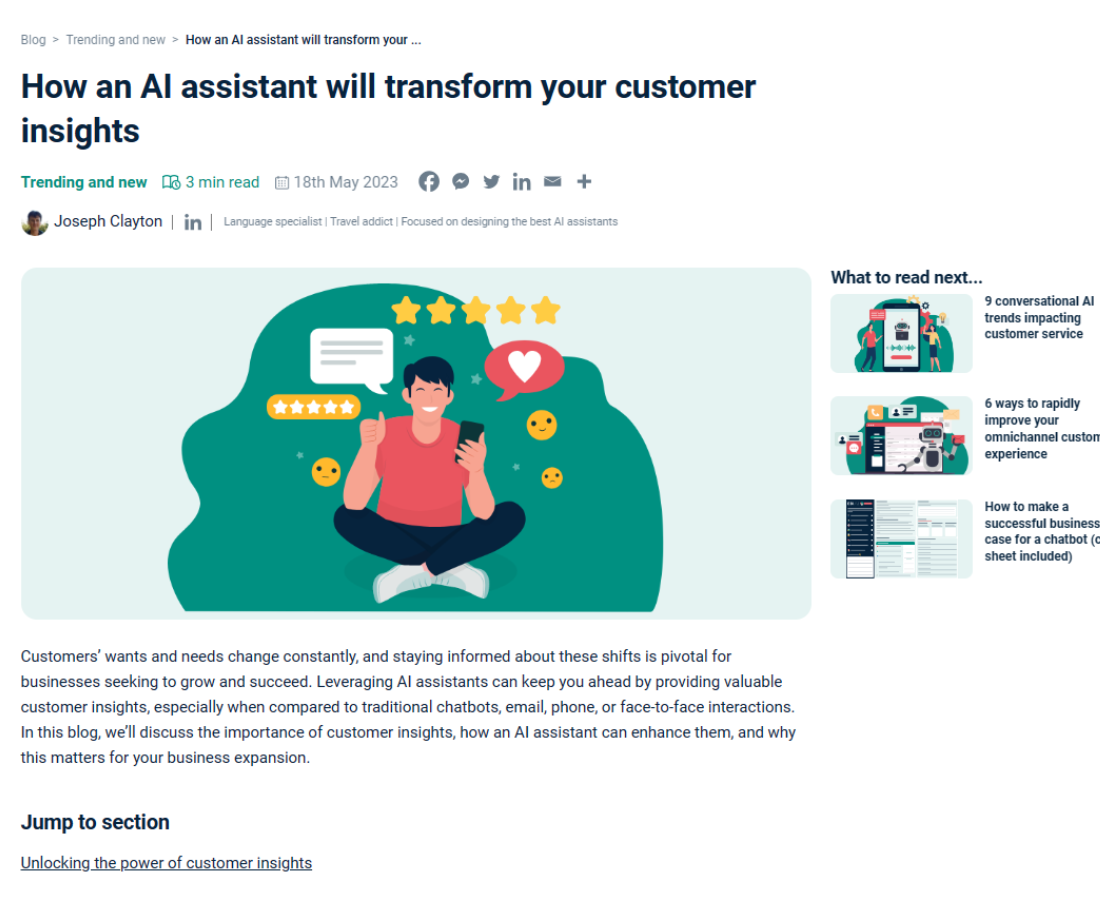 Blog > Trending and new > How an AI assistant will transform your ...
How an AI assistant will transform your customer
insights
Trending and new 3 min read 18th May 2023
Joseph Clayton | in | Language specialist | Travel addict | Focused on designing the best AI assistants
What to read next...
9 conversational AI
trends impacting
customer service
6 ways to rapidly
improve your
omnichannel custom
experience
How to make a
successful business
case for a chatbot (c
sheet included)
Customers’ wants and needs change constantly, and staying informed about these shifts is pivotal for
businesses seeking to grow and succeed. Leveraging AI assistants can keep you ahead by providing valuable
customer insights, especially when compared to traditional chatbots, email, phone, or face-to-face interactions.
In this blog, we’ll discuss the importance of customer insights, how an AI assistant can enhance them, and why
this matters for your business expansion.
Jump to section
Unlocking the power of customer insights